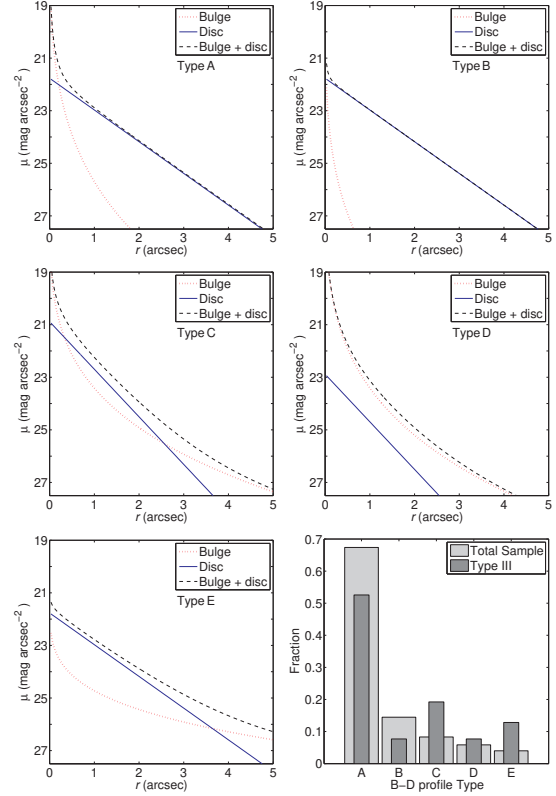 Bulge
Disc
Bulge + disc
Type A
19
21
23
25
27
μ (mag arcsec⁻²)
0 1 2 3 4 5
r (arcsec)
Bulge
Disc
Bulge + disc
Type B
19
21
23
25
27
μ (mag arcsec⁻²)
0 1 2 3 4 5
r (arcsec)
Bulge
Disc
Bulge + disc
Type C
19
21
23
25
27
μ (mag arcsec⁻²)
0 1 2 3 4 5
r (arcsec)
Bulge
Disc
Bulge + disc
Type D
19
21
23
25
27
μ (mag arcsec⁻²)
0 1 2 3 4 5
r (arcsec)
Bulge
Disc
Bulge + disc
Type E
19
21
23
25
27
μ (mag arcsec⁻²)
0 1 2 3 4 5
r (arcsec)
Total Sample
Type III
0.7
0.6
0.5
0.4
0.3
0.2
0.1
0
Fraction
A B C D E
B−D profile Type